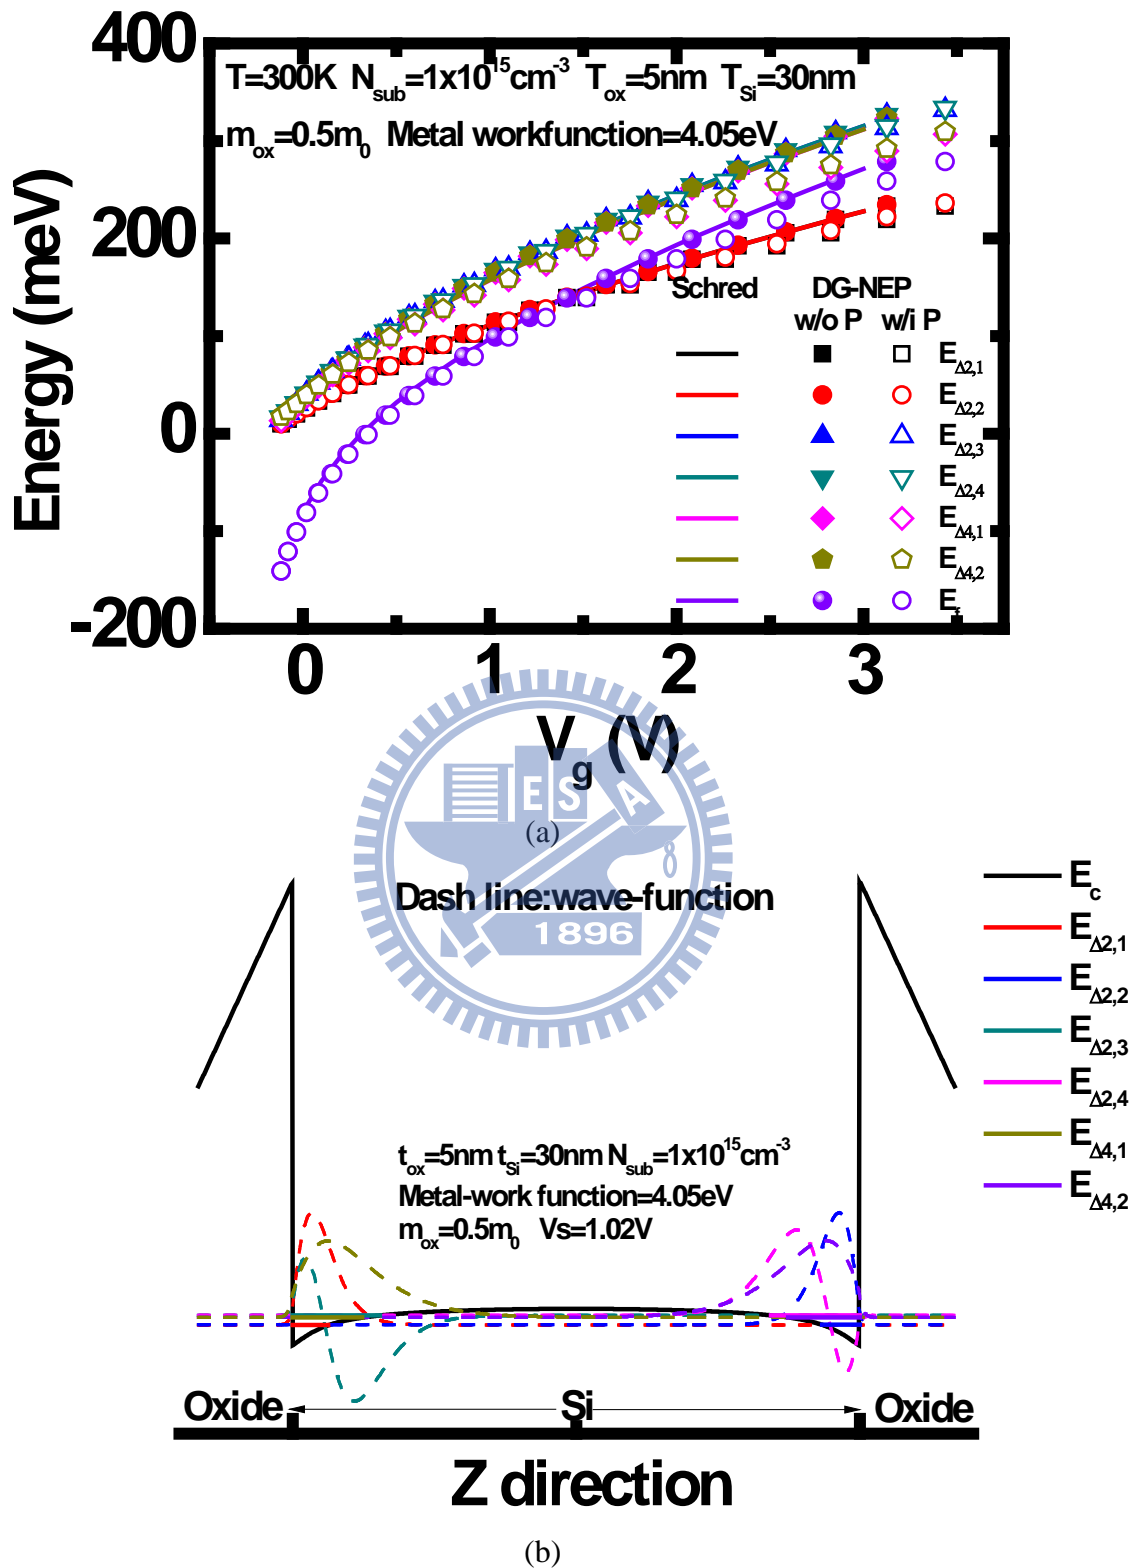 400
T=300K N_sub=1x10^15cm^-3 T_ox=5nm T_Si=30nm
m_ox=0.5m_0 Metal workfunction=4.05eV
200
0
-200
Energy (meV)
Schred DG-NEP
w/o P w/i P
E_Δ2,1
E_Δ2,2
E_Δ2,3
E_Δ2,4
E_Δ4,1
E_Δ4,2
E_f
0 1 2 3
V_g (V)
E S A
(a)
Dash line:wave-function
1896
E_c
E_Δ2,1
E_Δ2,2
E_Δ2,3
E_Δ2,4
E_Δ4,1
E_Δ4,2
t_ox=5nm t_Si=30nm N_sub=1x10^15cm^-3
Metal-work function=4.05eV
m_ox=0.5m_0 Vs=1.02V
Oxide Si Oxide
Z direction
(b)